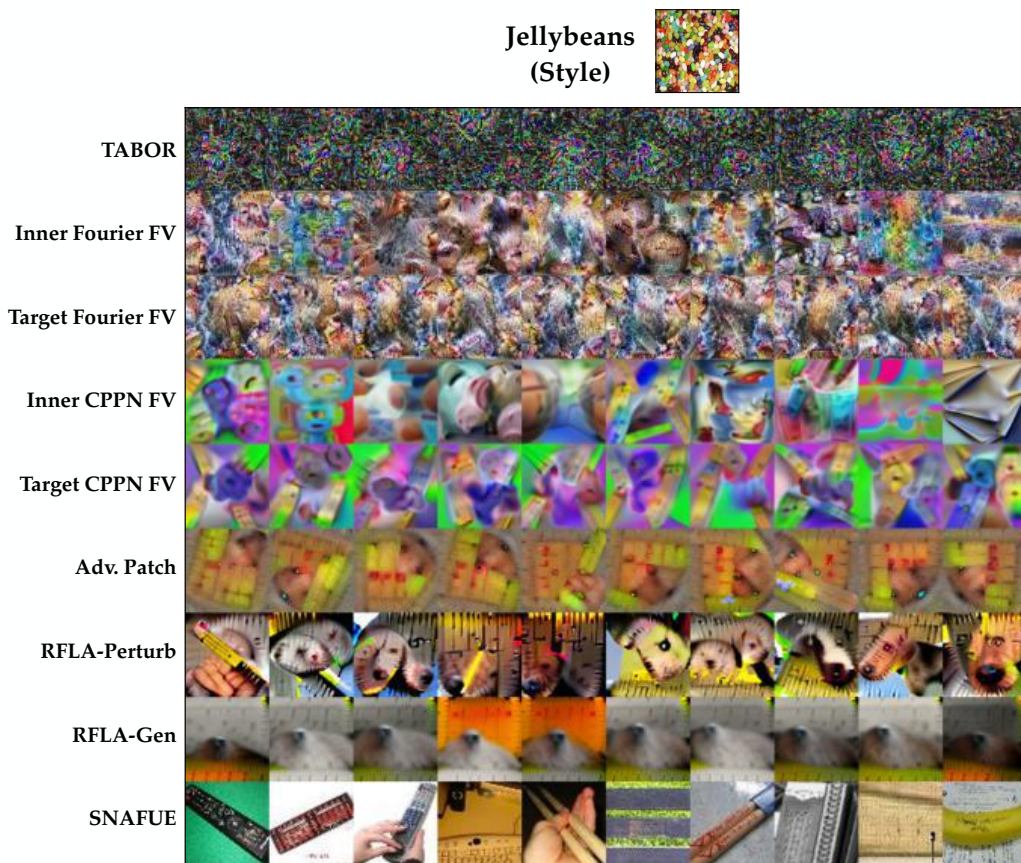 Jellybeans
(Style)
TABOR
Inner Fourier FV
Target Fourier FV
Inner CPPN FV
Target CPPN FV
Adv. Patch
RFLA-Perturb
RFLA-Gen
SNAFUE